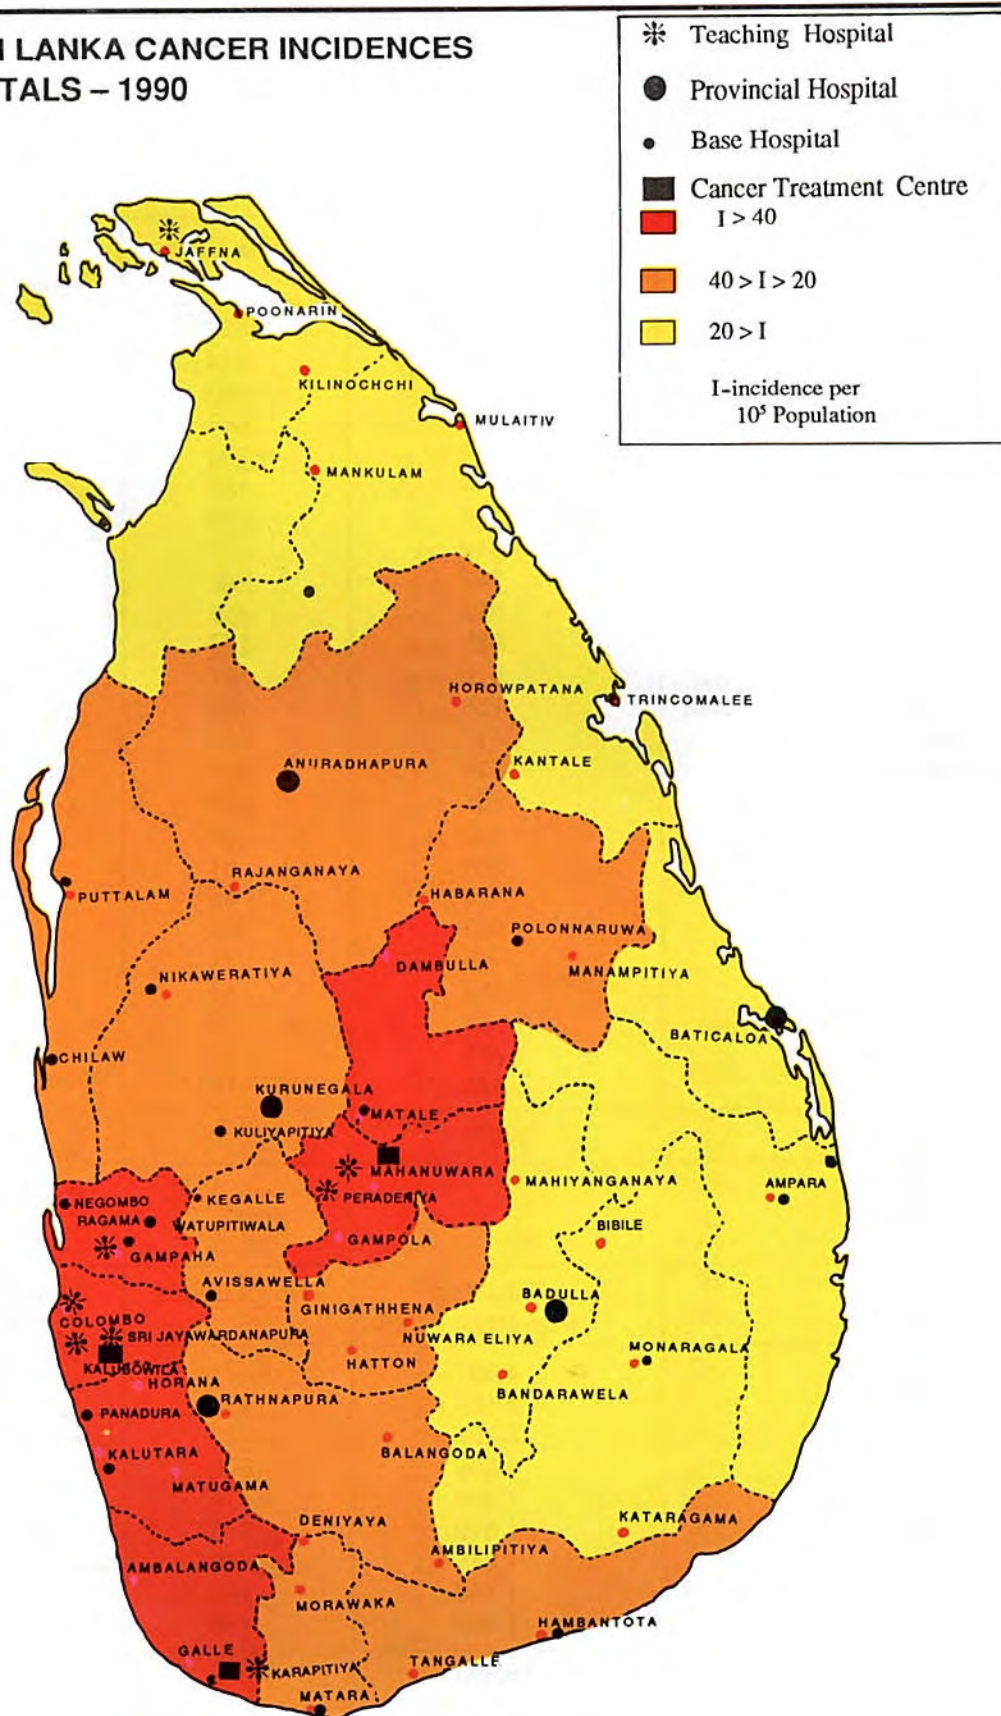 I LANKA CANCER INCIDENCES
TALS – 1990
Teaching Hospital
Provincial Hospital
Base Hospital
Cancer Treatment Centre
I > 40
40 > I > 20
20 > I
I-incidence per
10⁵ Population
JAFFNA
POONARIN
KILINOCHCHI
MULAITIV
MANKULAM
HOROWPATANA
TRINCOMALEE
ANURADHAPURA
KANTALE
RAJANGANAYA
PUTTALAM
HABARANA
POLONNARUWA
DAMBULLA
MANAMPITIYA
NIKAWERATIYA
BATICALOA
CHILAW
KURUNEGALA
MATALE
KULIYAPITIYA
MAHANUWARA
MAHIYANGANAYA
AMPARA
NEGOMBO
KEGALLE
PERADENIYA
RAGAMA
WATUPITIWALA
BIBILE
GAMPOLA
GAMPAHA
AVISSAWELLA
BADULLA
GINIGATHHENA
COLOMBO
SRI JAYAWARDANAPURA
NUWARA ELIYA
MONARAGALA
HATTON
KALUBOWILA
HORANA
BANDARAWELA
RATHNAPURA
PANADURA
KALUTARA
BALANGODA
MATUGAMA
KATARAGAMA
DENIYAYA
AMBILIPITIYA
AMBALANGODA
MORAWAKA
HAMBANTOTA
GALLE
TANGALLE
KARAPITIYA
MATARA